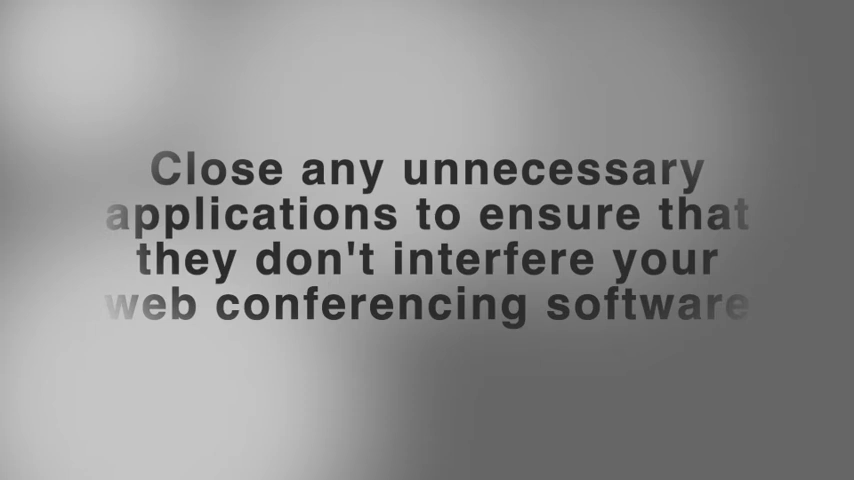 Close any unnecessary
applications to ensure that
they don't interfere your
web conferencing software